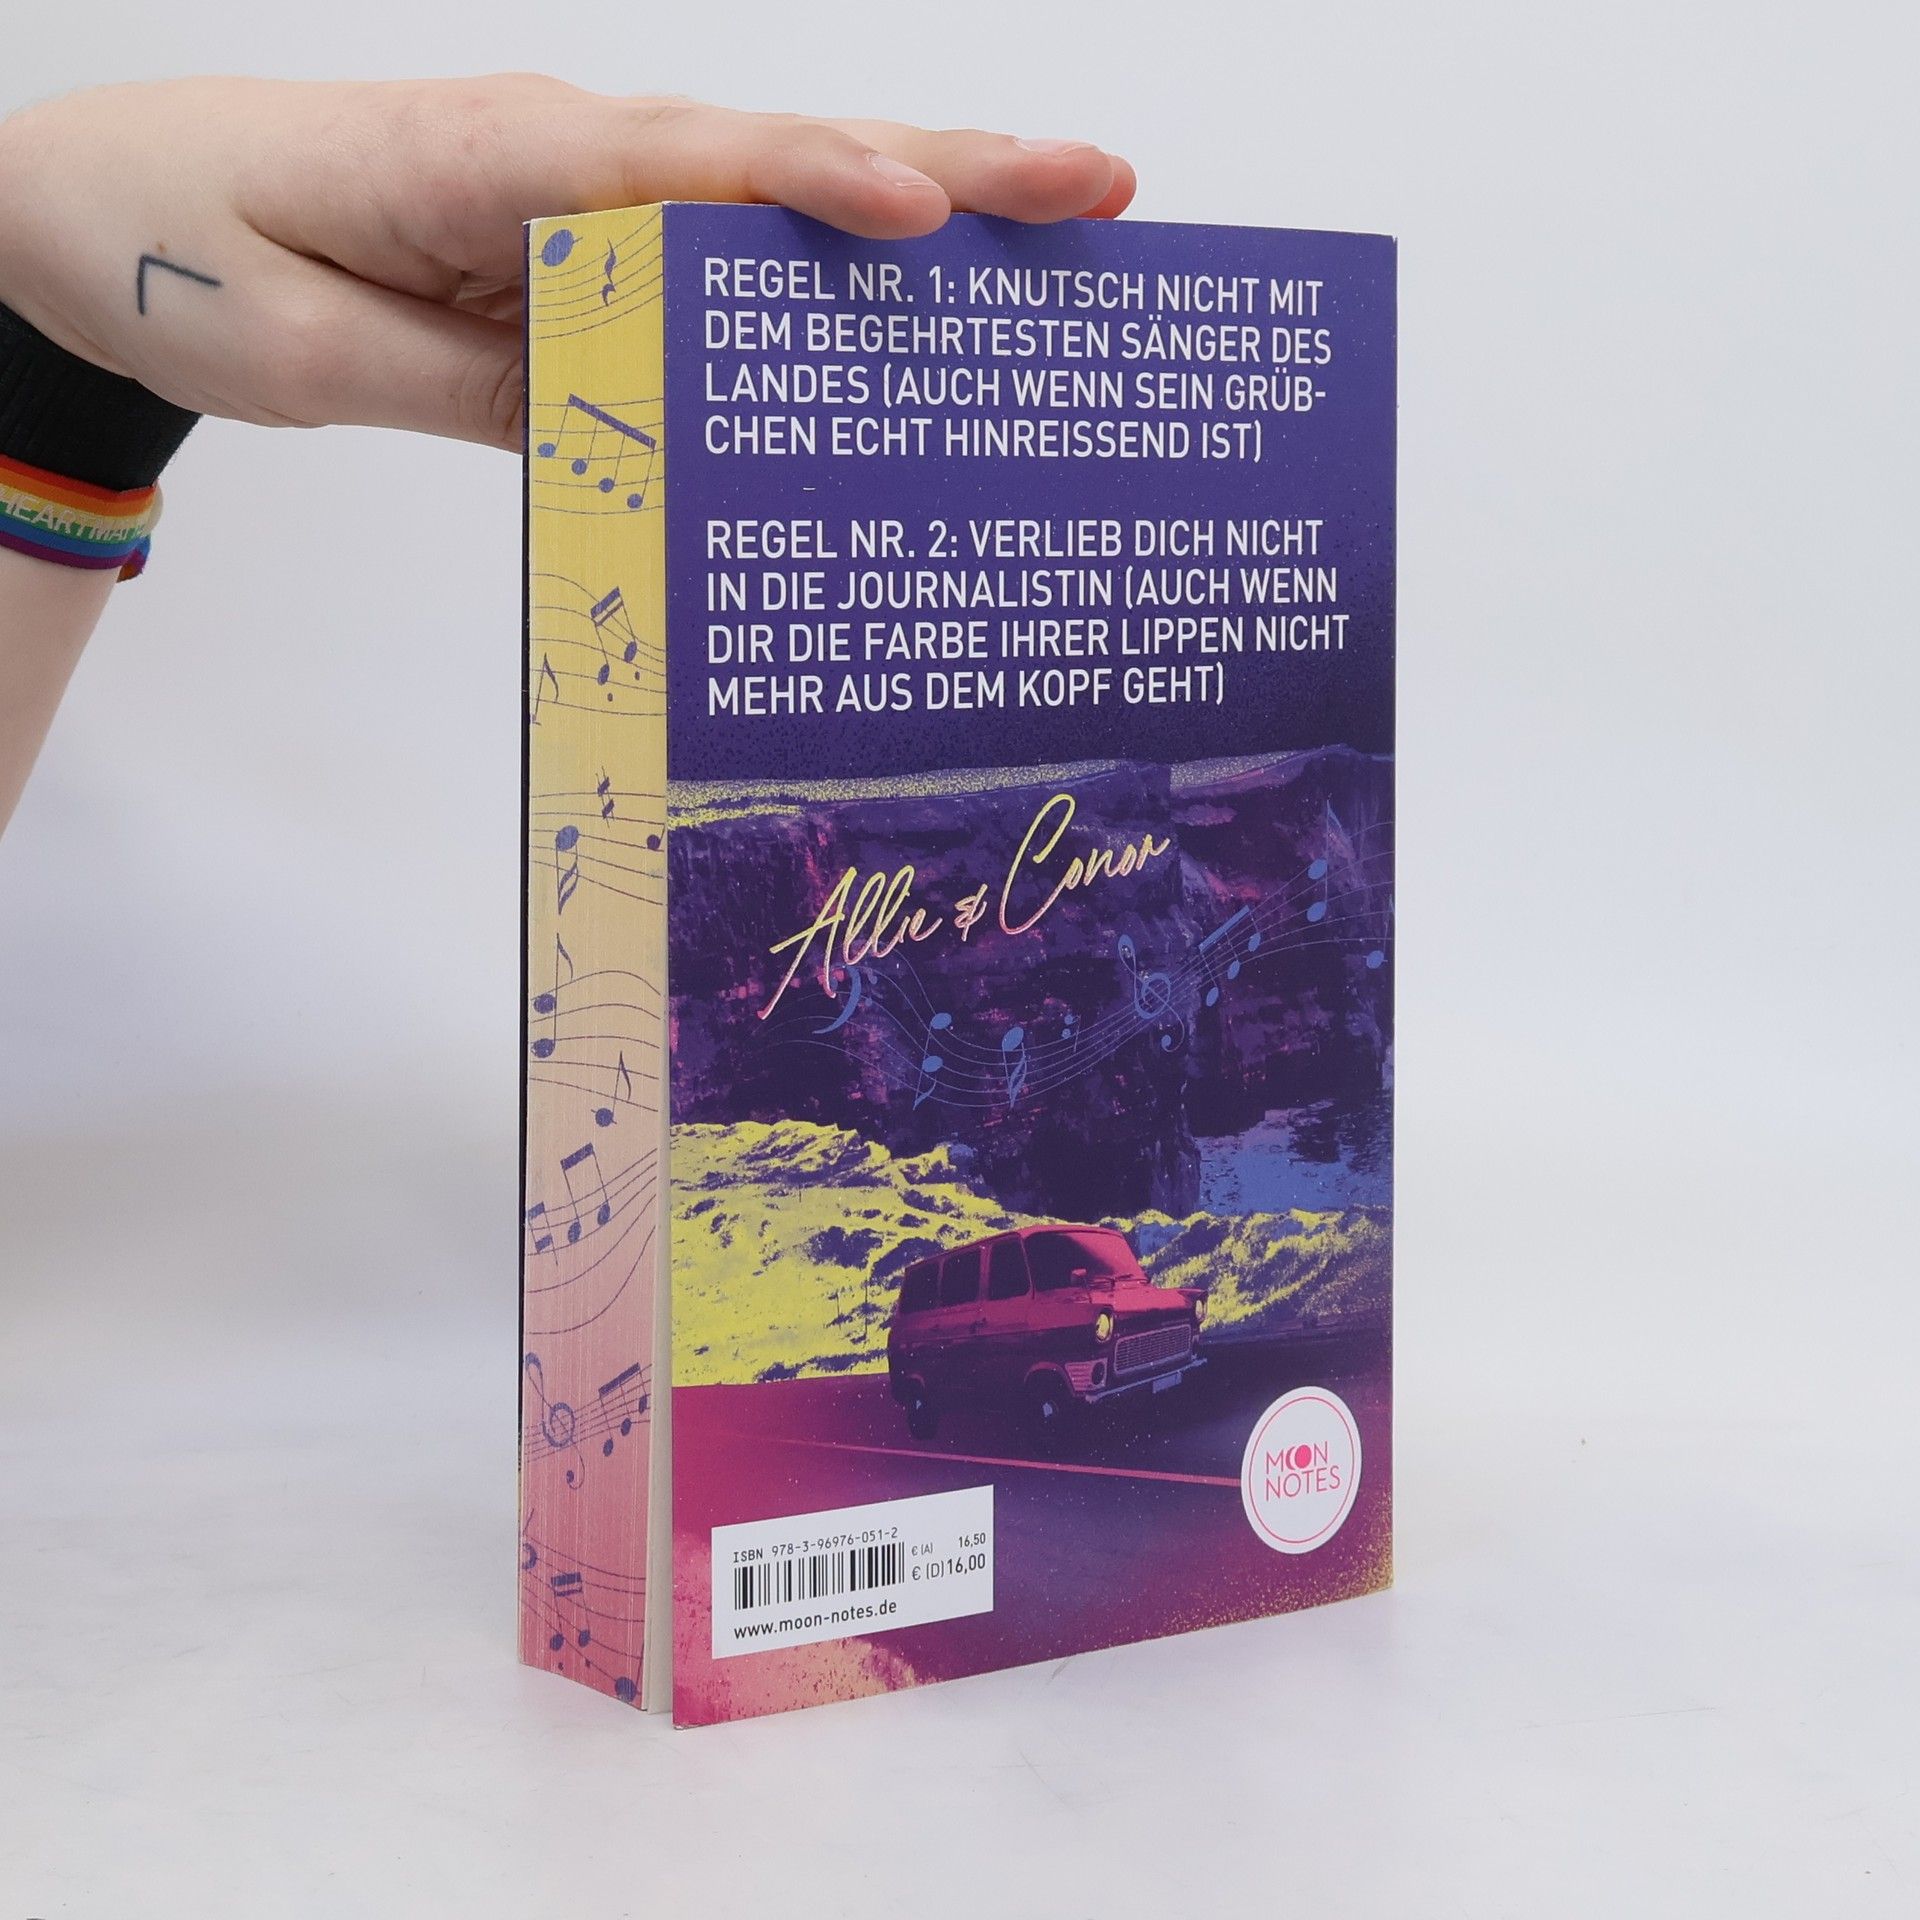 REGEL NR. 1: KNUTSCH NICHT MIT
DEM BEGEHRTESTEN SÄNGER DES
LANDES (AUCH WENN SEIN GRÜB-
CHEN ECHT HINREISSEND IST)
REGEL NR. 2: VERLIEB DICH NICHT
IN DIE JOURNALISTIN (AUCH WENN
DIR DIE FARBE IHRER LIPPEN NICHT
MEHR AUS DEM KOPF GEHT)
Allie & Conor
MOON
NOTES
ISBN 978-3-96976-051-2
€ (A) 16,50
€ (D) 16,00
www.moon-notes.de